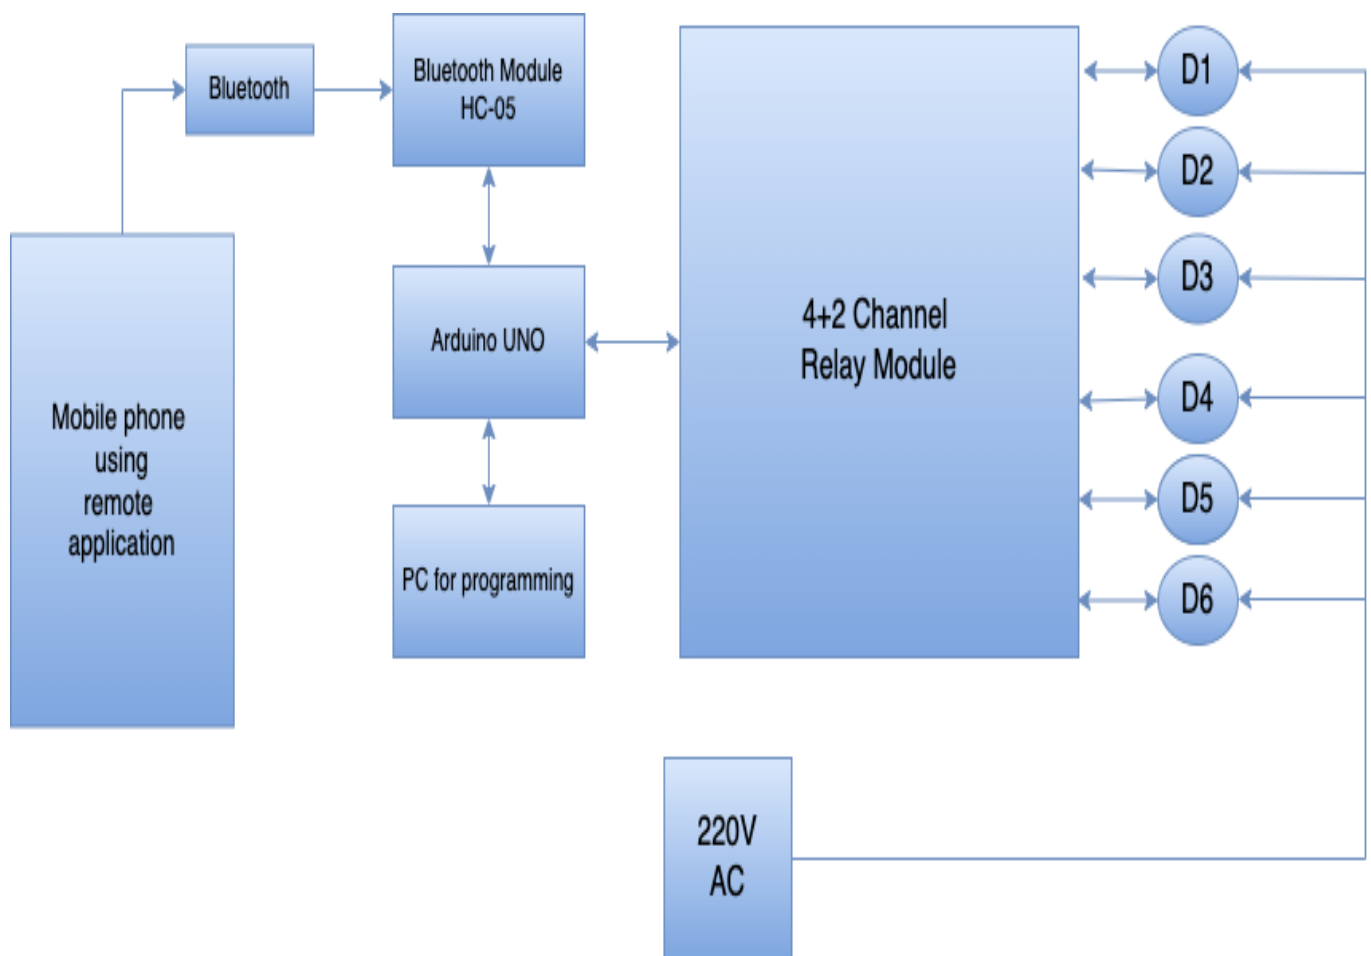 Bluetooth
Bluetooth Module
HC-05
Mobile phone
using
remote
application
Arduino UNO
PC for programming
4+2 Channel
Relay Module
D1
D2
D3
D4
D5
D6
220V
AC